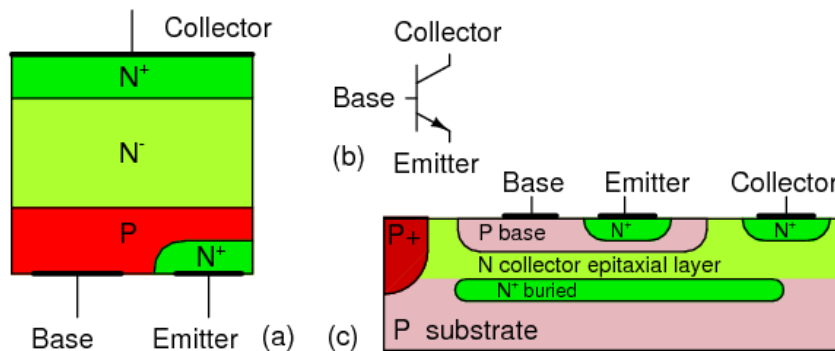 Collector
N+
N-
P
N+
Base
Emitter
(a)
Collector
Base
(b)
Emitter
Base
Emitter
Collector
P+
P base
N+
N+
N collector epitaxial layer
N+ buried
(c)
P substrate